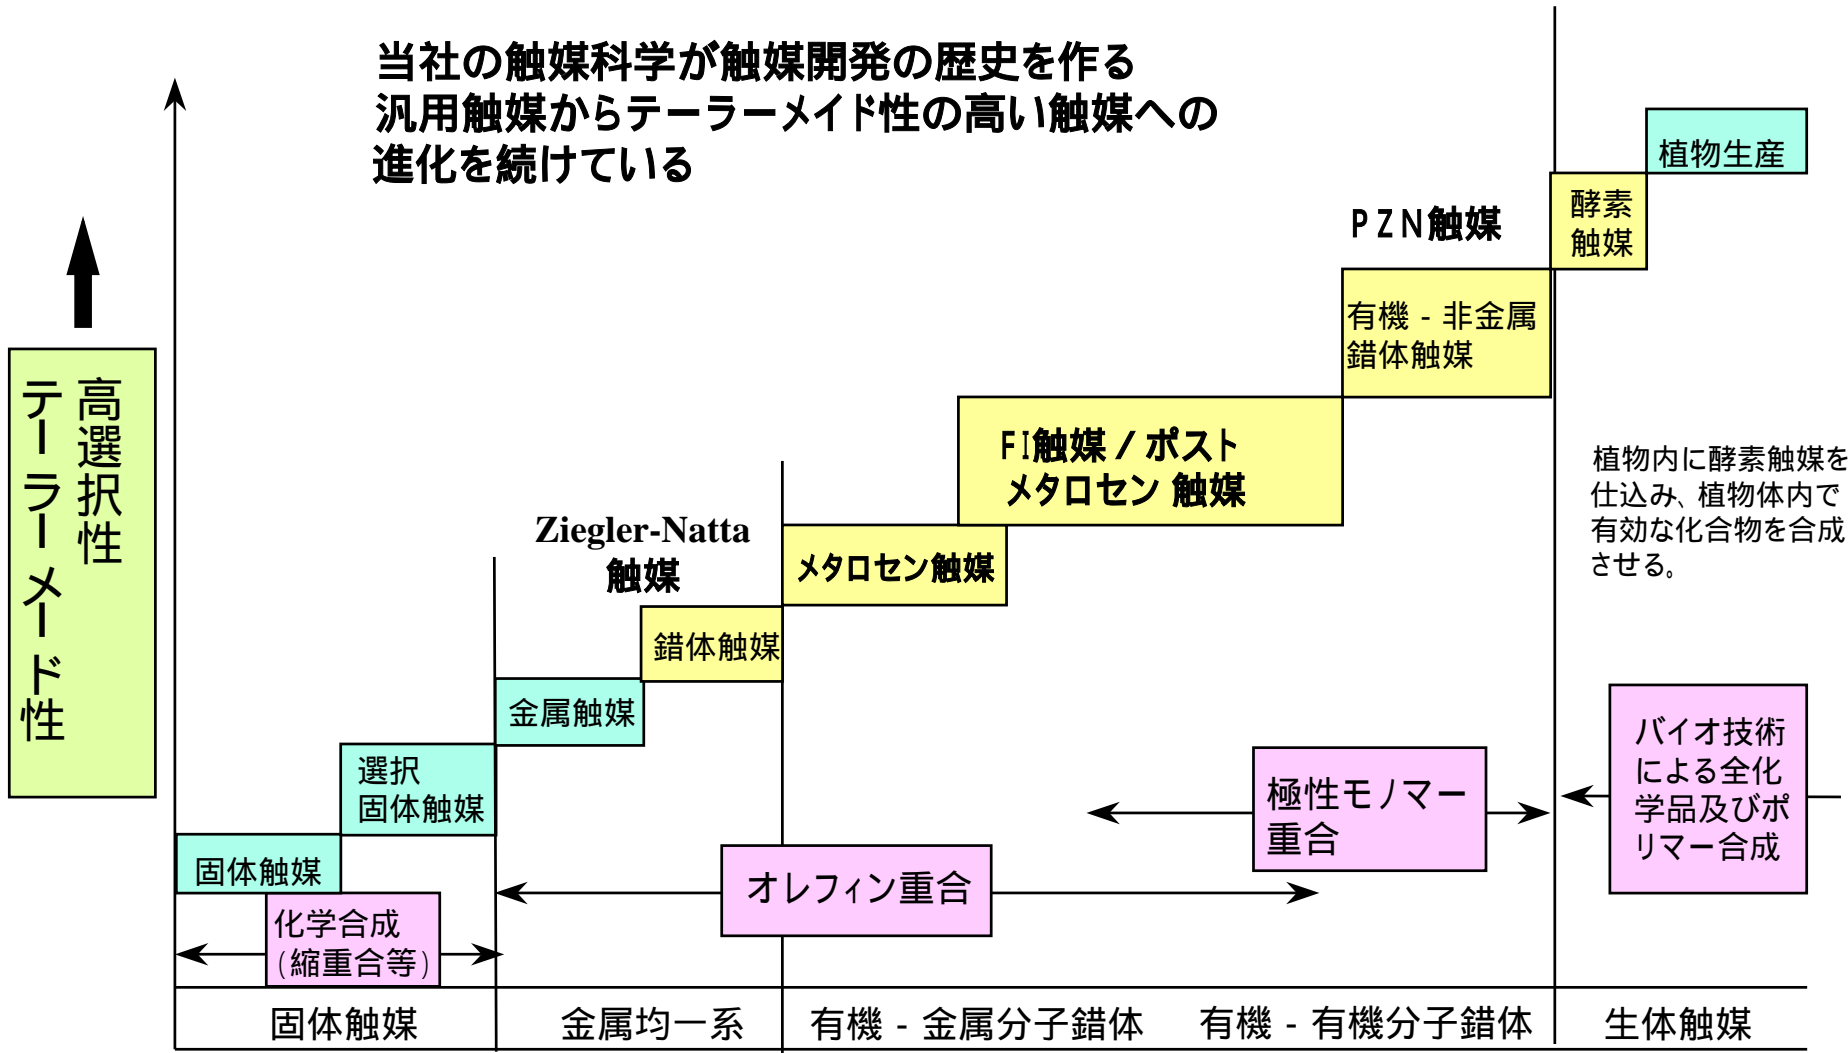 当社の触媒科学が触媒開発の歴史を作る
汎用触媒からテーラーメイド性の高い触媒への
進化を続けている
高選択性
テーラーメード性
植物生産
酵素
触媒
PZN触媒
有機 - 非金属
錯体触媒
FI触媒/ポスト
メタロセン 触媒
植物内に酵素触媒を
仕込み、植物体内で
有効な化合物を合成
させる。
Ziegler-Natta
触媒
メタロセン触媒
錯体触媒
金属触媒
選択
固体触媒
固体触媒
化学合成
(縮重合等)
オレフィン重合
極性モノマー
重合
バイオ技術
による全化
学品及びポ
リマー合成
固体触媒
金属均一系
有機 - 金属分子錯体
有機 - 有機分子錯体
生体触媒